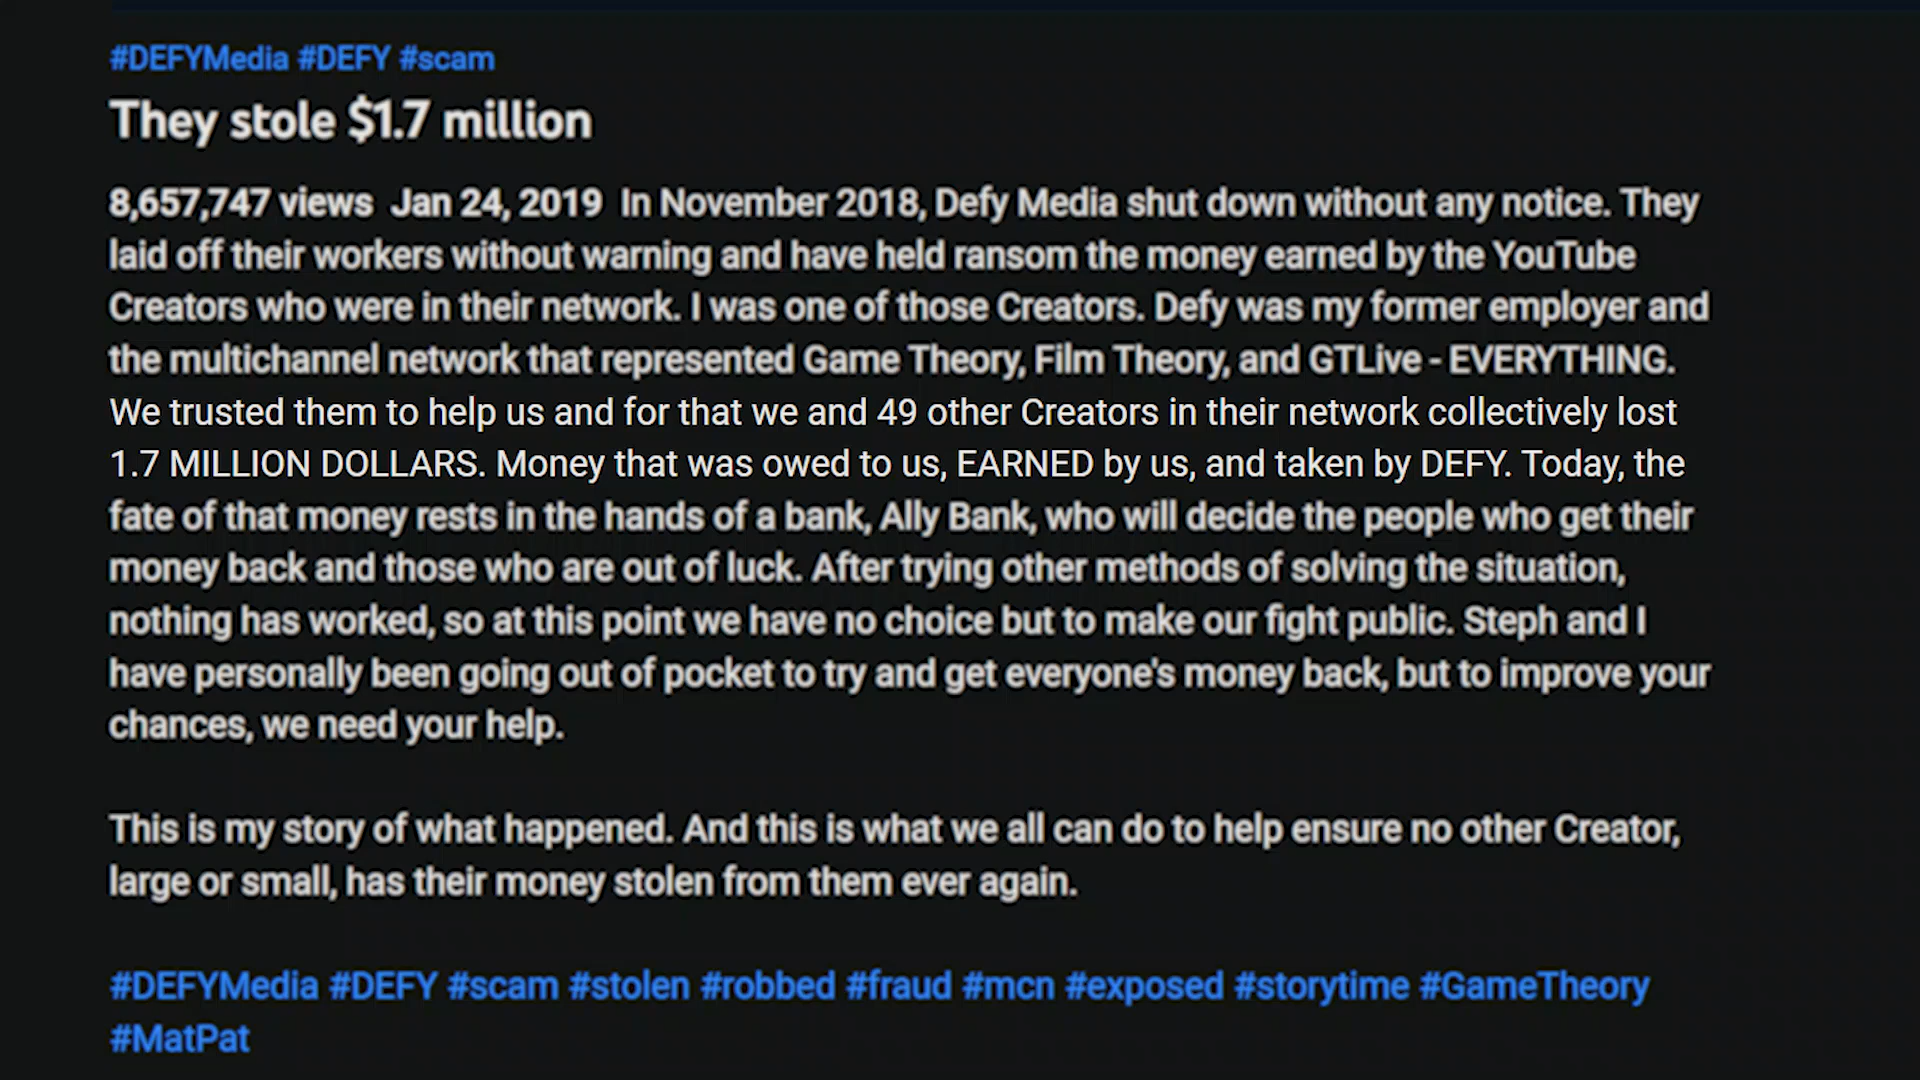 #DEFYMedia #DEFY #scam
They stole $1.7 million
8,657,747 views Jan 24, 2019 In November 2018, Defy Media shut down without any notice. They
laid off their workers without warning and have held ransom the money earned by the YouTube
Creators who were in their network. I was one of those Creators. Defy was my former employer and
the multichannel network that represented Game Theory, Film Theory, and GTLive - EVERYTHING.
We trusted them to help us and for that we and 49 other Creators in their network collectively lost
1.7 MILLION DOLLARS. Money that was owed to us, EARNED by us, and taken by DEFY. Today, the
fate of that money rests in the hands of a bank, Ally Bank, who will decide the people who get their
money back and those who are out of luck. After trying other methods of solving the situation,
nothing has worked, so at this point we have no choice but to make our fight public. Steph and I
have personally been going out of pocket to try and get everyone's money back, but to improve your
chances, we need your help.
This is my story of what happened. And this is what we all can do to help ensure no other Creator,
large or small, has their money stolen from them ever again.
#DEFYMedia #DEFY #scam #stolen #robbed #fraud #mcn #exposed #storytime #GameTheory
#MatPat